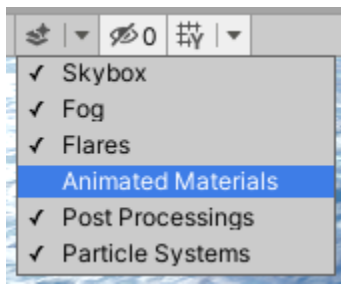 0
✓ Skybox
✓ Fog
✓ Flares
Animated Materials
✓ Post Processings
✓ Particle Systems